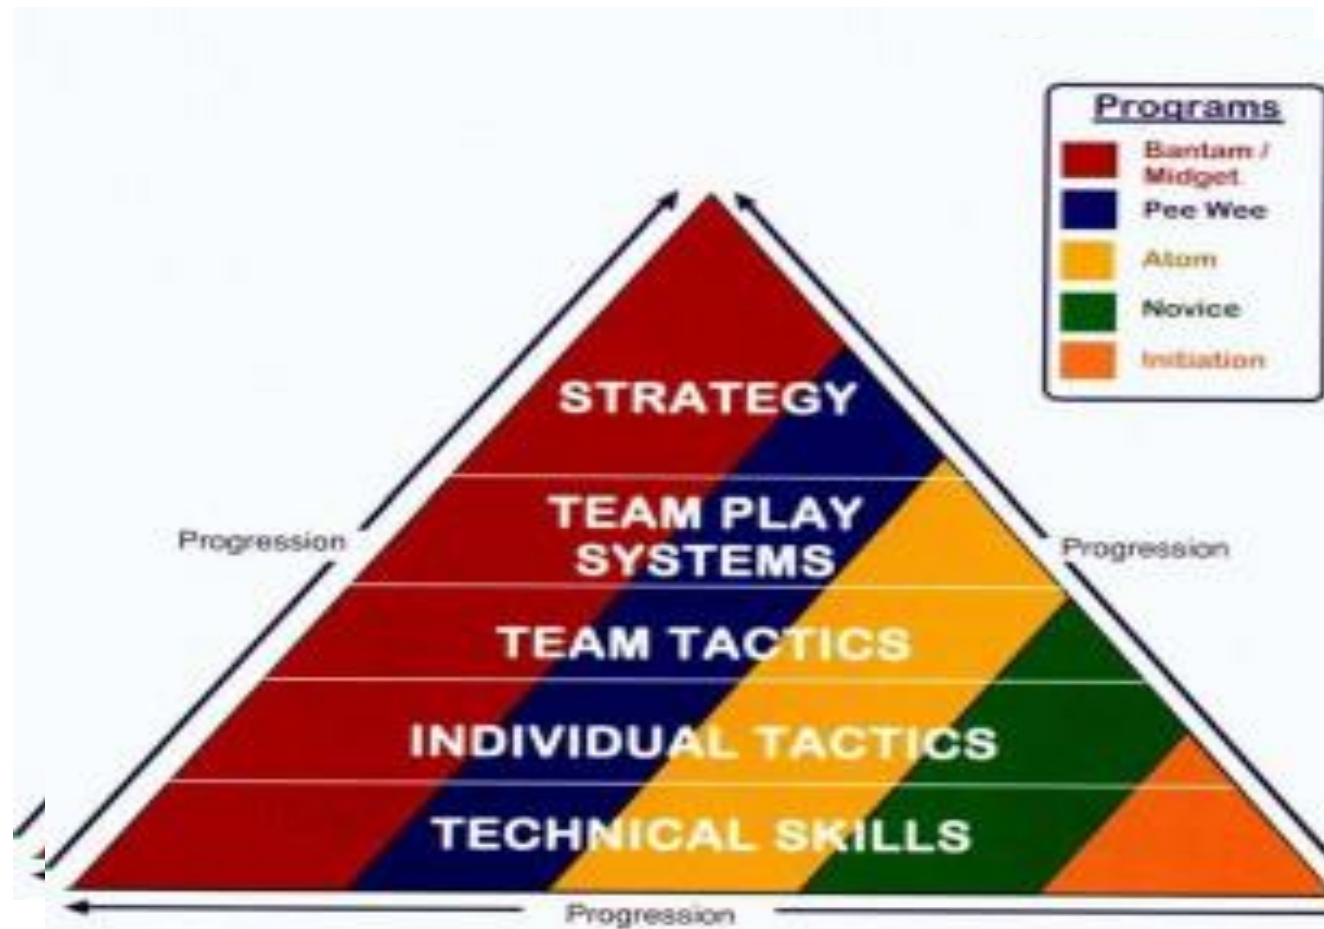 Programs
Bantam /
Midget
Pee Wee
Atom
Novice
Initiation
STRATEGY
TEAM PLAY
SYSTEMS
Progression
Progression
TEAM TACTICS
INDIVIDUAL TACTICS
TECHNICAL SKILLS
Progression